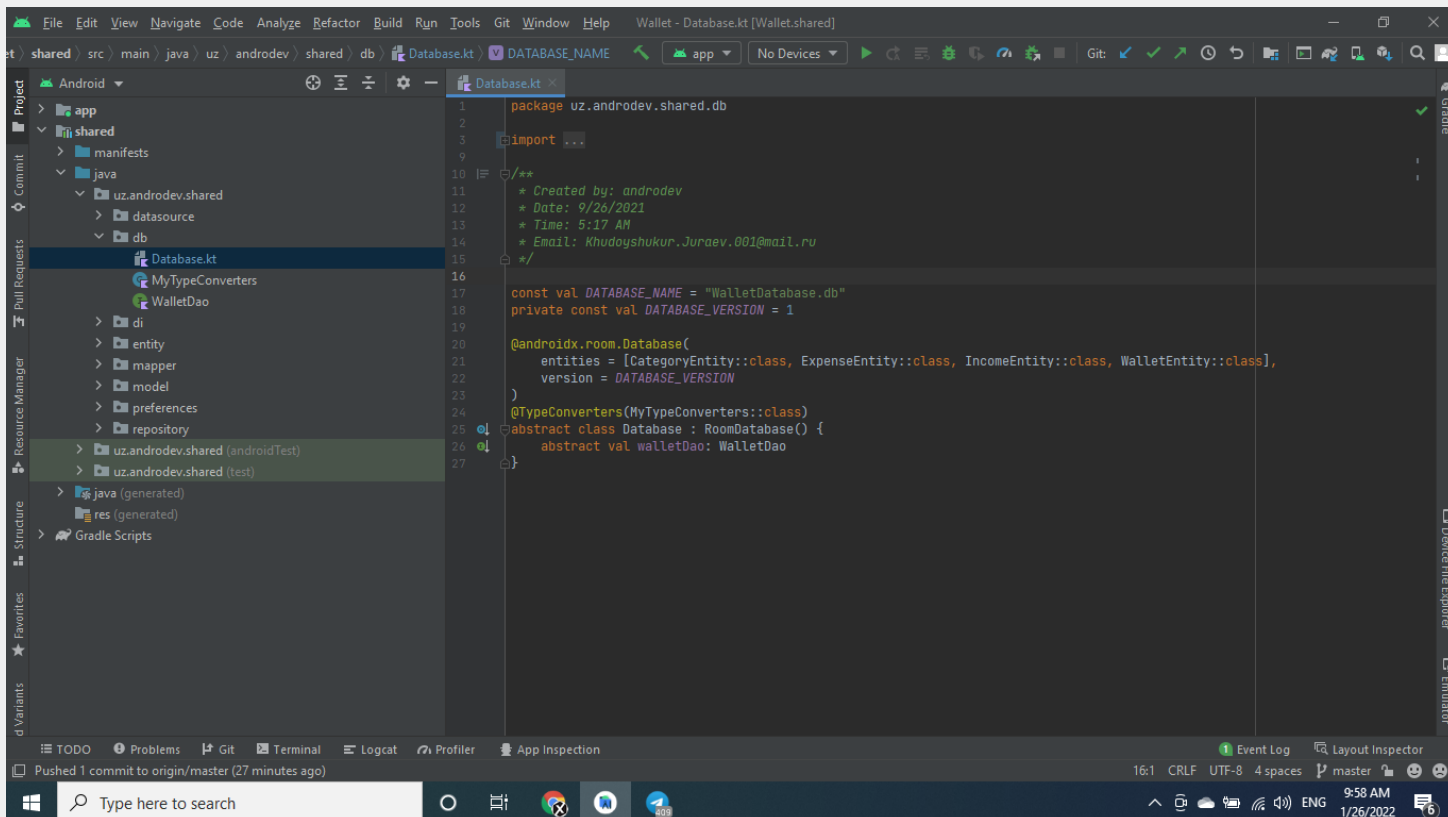 File Edit View Navigate Code Analyze Refactor Build Run Tools Git Window Help Wallet - Database.kt [Wallet.shared]
et shared src main java uz androdev shared db Database.kt DATABASE_NAME app No Devices Git:
Project
Android
Database.kt
app
shared
manifests
java
uz.androdev.shared
datasource
db
Database.kt
MyTypeConverters
WalletDao
di
entity
mapper
model
preferences
repository
uz.androdev.shared (androidTest)
uz.androdev.shared (test)
java (generated)
res (generated)
Gradle Scripts
Commit
Pull Requests
Resource Manager
Structure
Favorites
d Variants
1 package uz.androdev.shared.db
2
3 import ...
9
10 /**
11 * Created by: androdev
12 * Date: 9/26/2021
13 * Time: 5:17 AM
14 * Email: Khudoyshukur.Juraev.001@mail.ru
15 */
16
17 const val DATABASE_NAME = "WalletDatabase.db"
18 private const val DATABASE_VERSION = 1
19
20 @androidx.room.Database(
21 entities = [CategoryEntity::class, ExpenseEntity::class, IncomeEntity::class, WalletEntity::class],
22 version = DATABASE_VERSION
23 )
24 @TypeConverters(MyTypeConverters::class)
25 abstract class Database : RoomDatabase() {
26 abstract val walletDao: WalletDao
27 }
Gradle
Device File Explorer
Emulator
TODO Problems Git Terminal Logcat Profiler App Inspection 1 Event Log Layout Inspector
Pushed 1 commit to origin/master (27 minutes ago) 16:1 CRLF UTF-8 4 spaces master
Type here to search 409 ENG 9:58 AM
1/26/2022 6